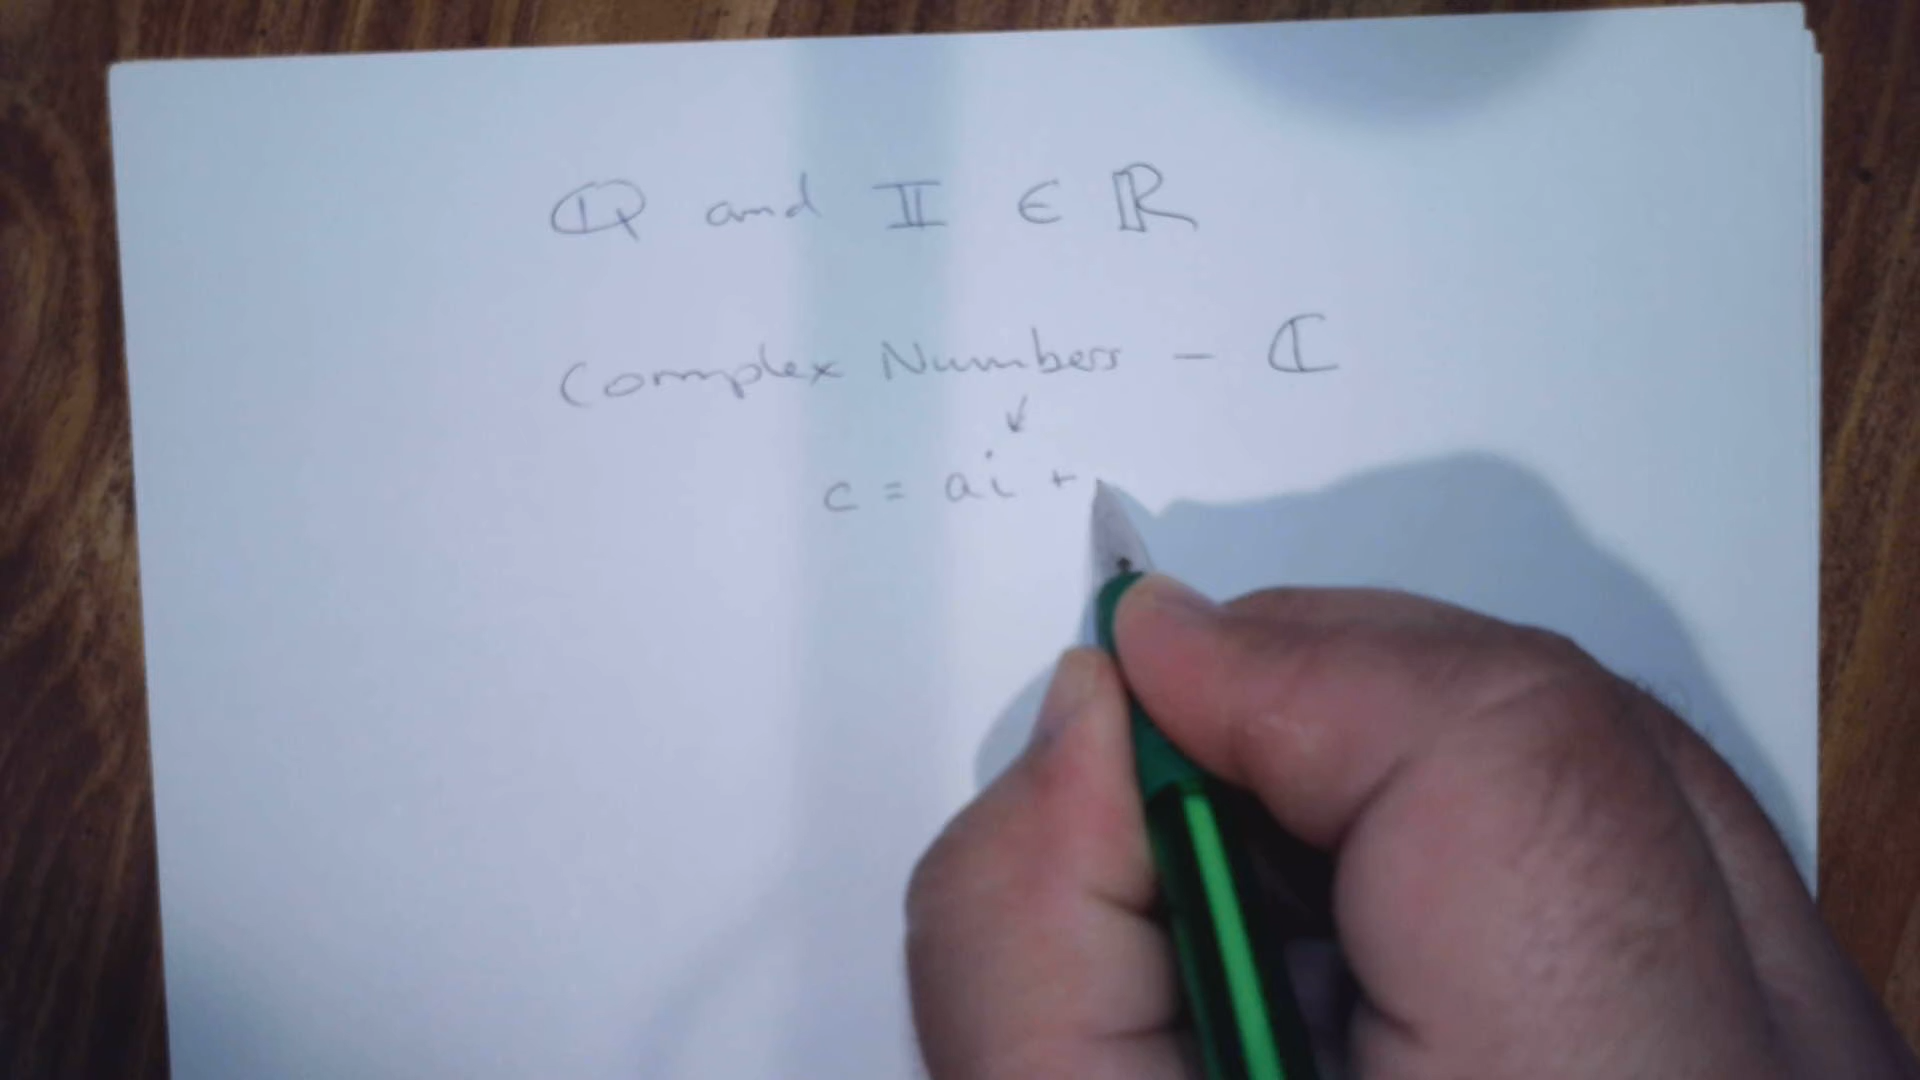 ℚ and 𝕀 ∈ ℝ
Complex Numbers - ℂ
↓
c = ai +